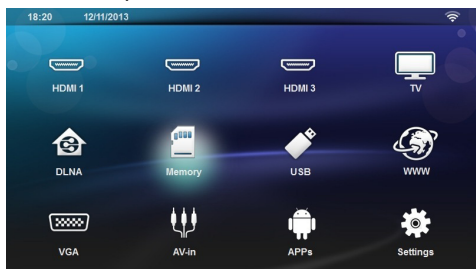 18:20 12/11/2013
HDMI 1 HDMI 2 HDMI 3 TV
DLNA Memory USB WWW
VGA AV-in APPs Settings